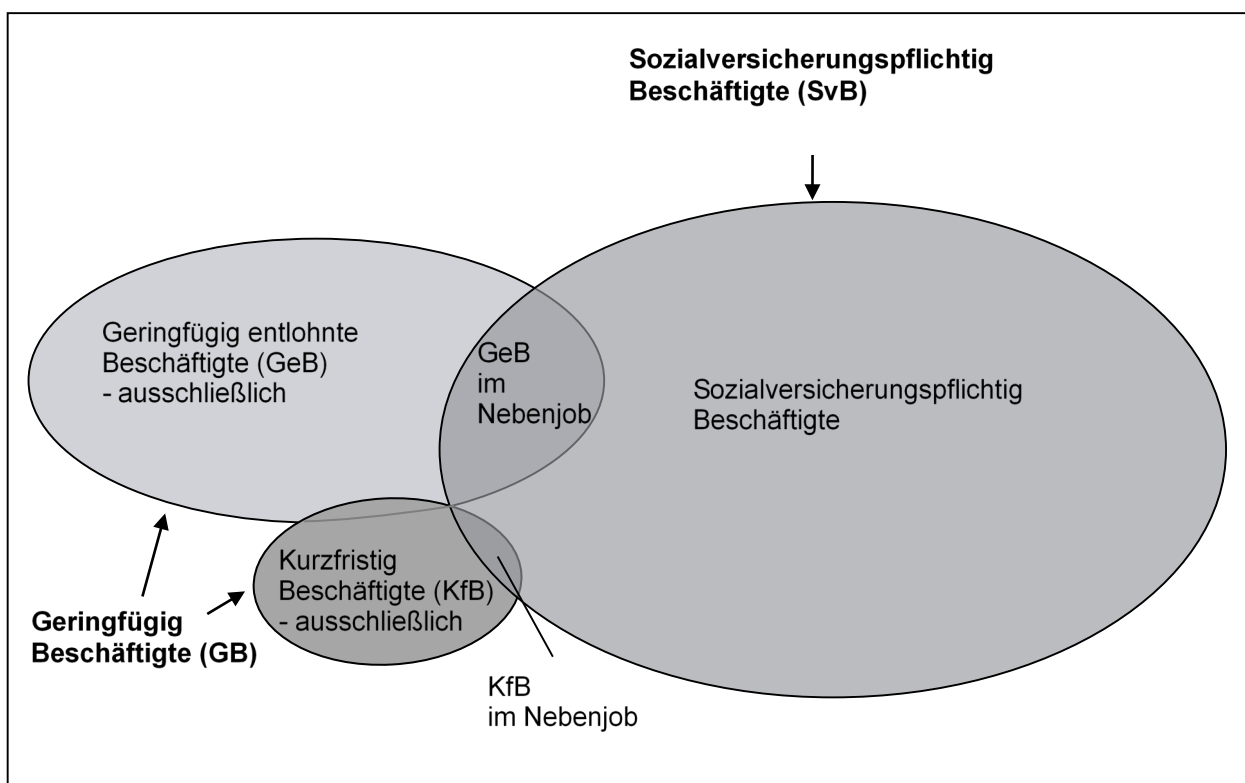 Sozialversicherungspflichtig
Beschäftigte (SvB)
Geringfügig entlohnte
Beschäftigte (GeB)
- ausschließlich
GeB
im
Nebenjob
Sozialversicherungspflichtig
Beschäftigte
Kurzfristig
Beschäftigte (KfB)
- ausschließlich
Geringfügig
Beschäftigte (GB)
KfB
im Nebenjob